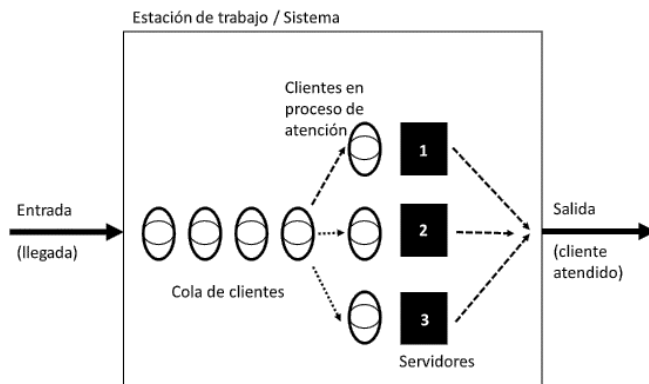 Estación de trabajo / Sistema
Clientes en
proceso de
atención
1
Entrada
(llegada)
2
Salida
(cliente
atendido)
Cola de clientes
3
Servidores